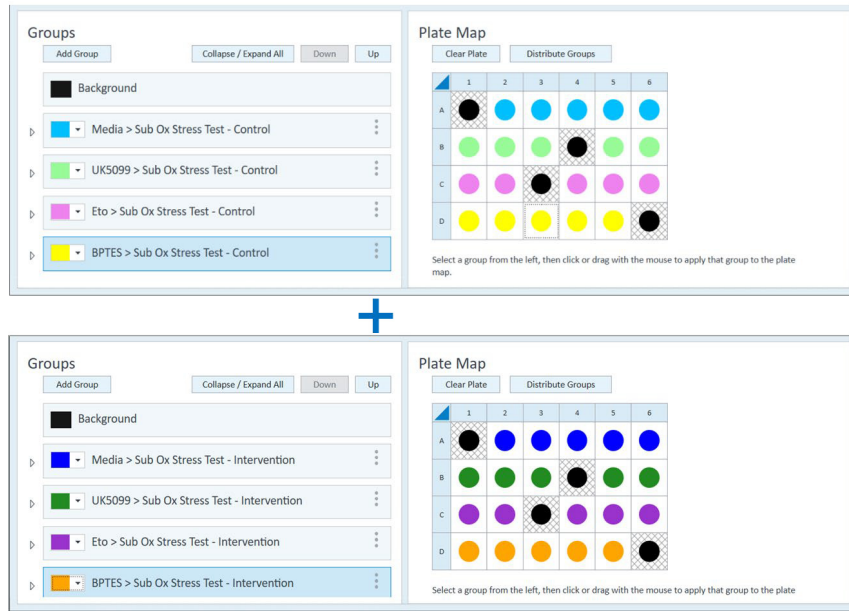 Groups
Add Group Collapse / Expand All Down Up
Background
Media > Sub Ox Stress Test - Control
UK5099 > Sub Ox Stress Test - Control
Eto > Sub Ox Stress Test - Control
BPTES > Sub Ox Stress Test - Control
Plate Map
Clear Plate Distribute Groups
1 2 3 4 5 6
A
B
C
D
Select a group from the left, then click or drag with the mouse to apply that group to the plate
map.
+
Groups
Add Group Collapse / Expand All Down Up
Background
Media > Sub Ox Stress Test - Intervention
UK5099 > Sub Ox Stress Test - Intervention
Eto > Sub Ox Stress Test - Intervention
BPTES > Sub Ox Stress Test - Intervention
Plate Map
Clear Plate Distribute Groups
1 2 3 4 5 6
A
B
C
D
Select a group from the left, then click or drag with the mouse to apply that group to the plate